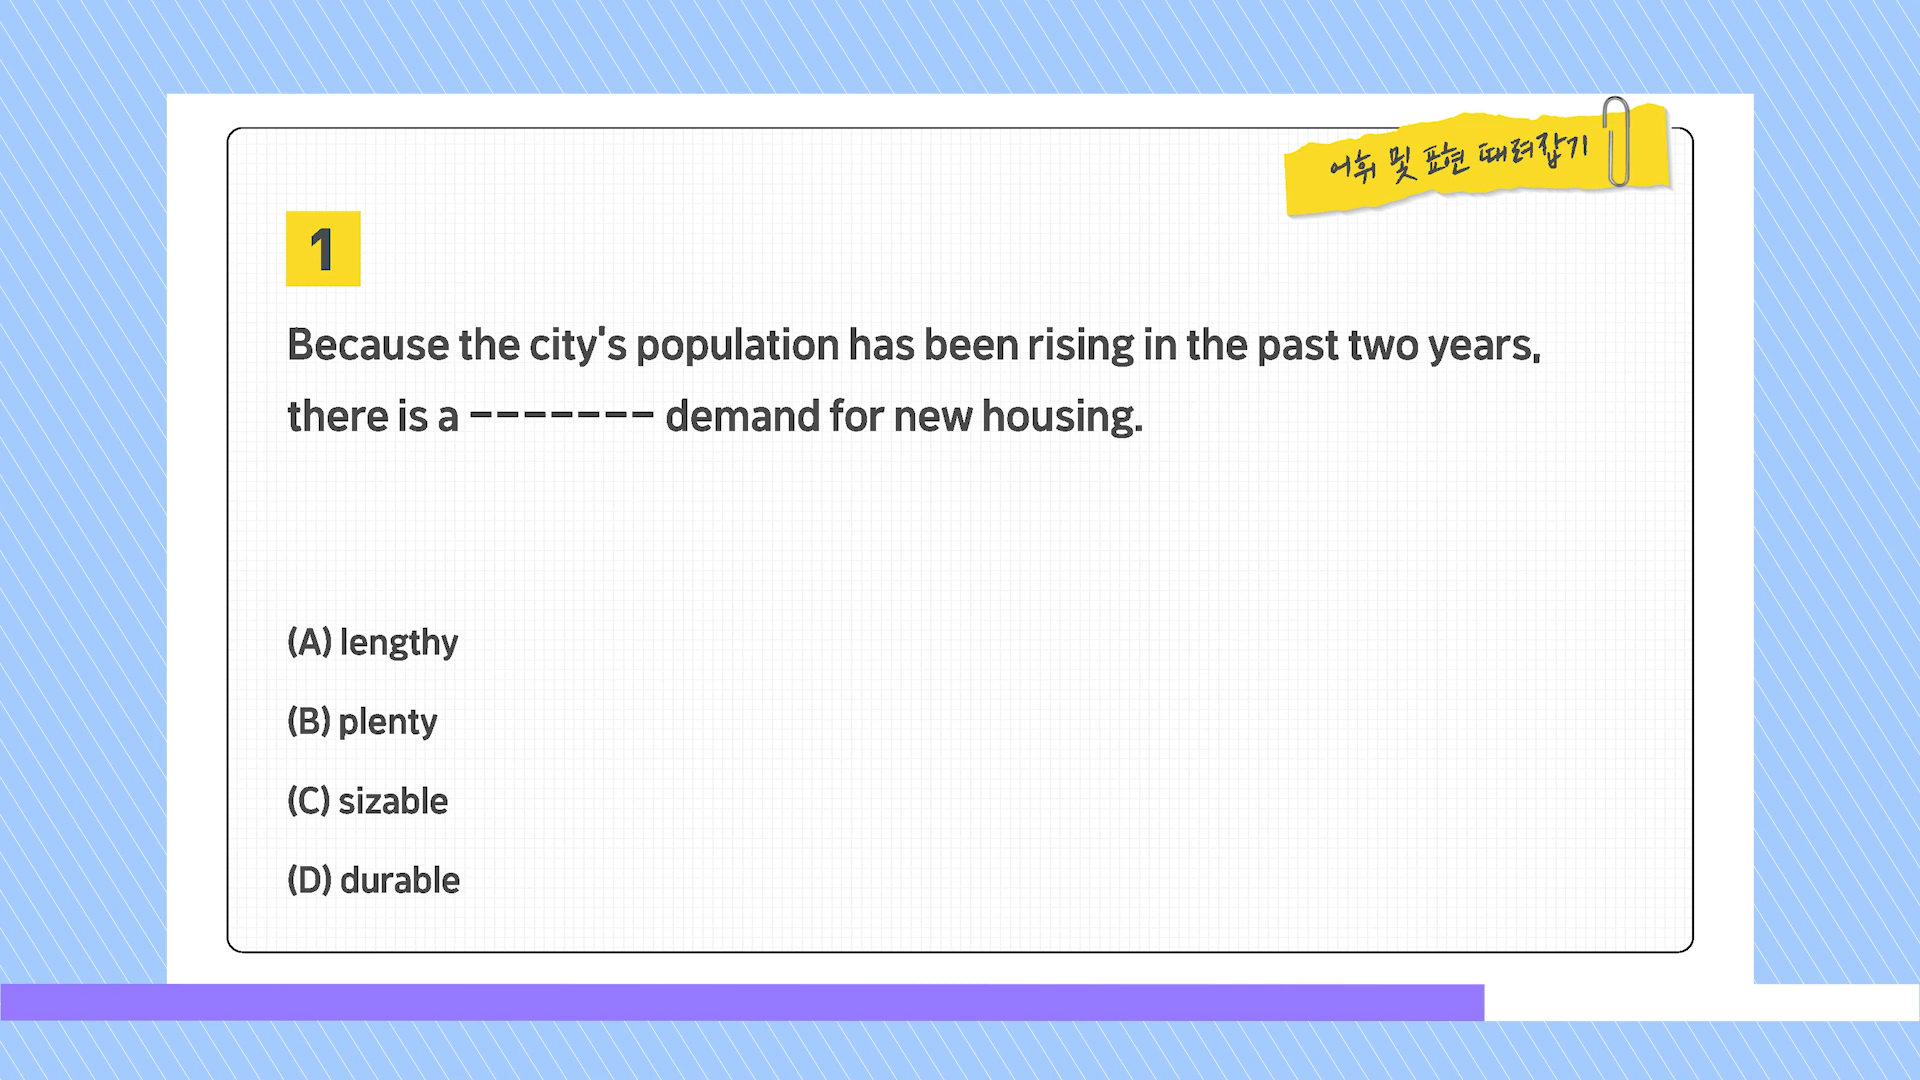 어휘 및 표현 때려잡기
1
Because the city's population has been rising in the past two years,
there is a ------- demand for new housing.
(A) lengthy
(B) plenty
(C) sizable
(D) durable